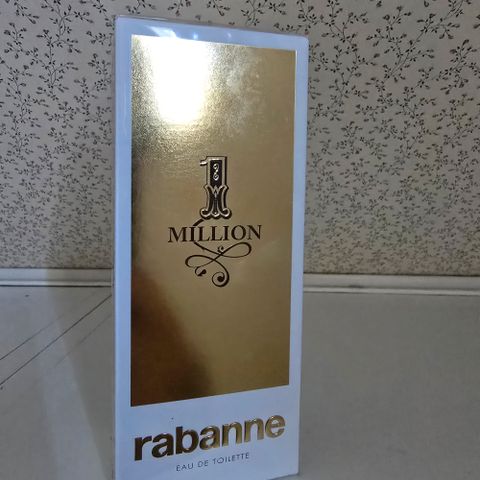 1
MILLION
rabanne
EAU DE TOILETTE